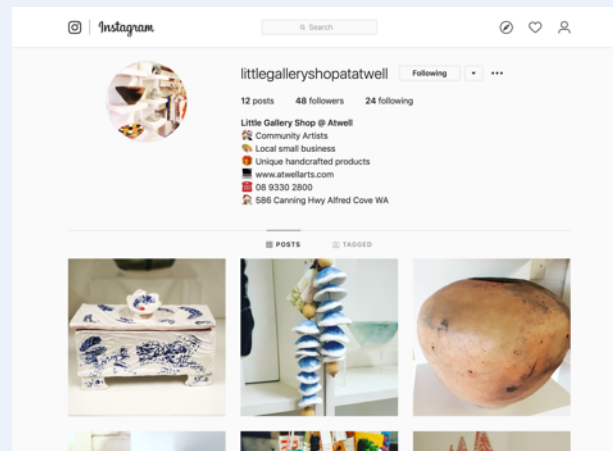 Instagram
Search
littlegalleryshopatatwell Following
12 posts 48 followers 24 following
Little Gallery Shop @ Atwell
Community Artists
Local small business
Unique handcrafted products
www.atwellarts.com
08 9330 2800
586 Canning Hwy Alfred Cove WA
POSTS TAGGED